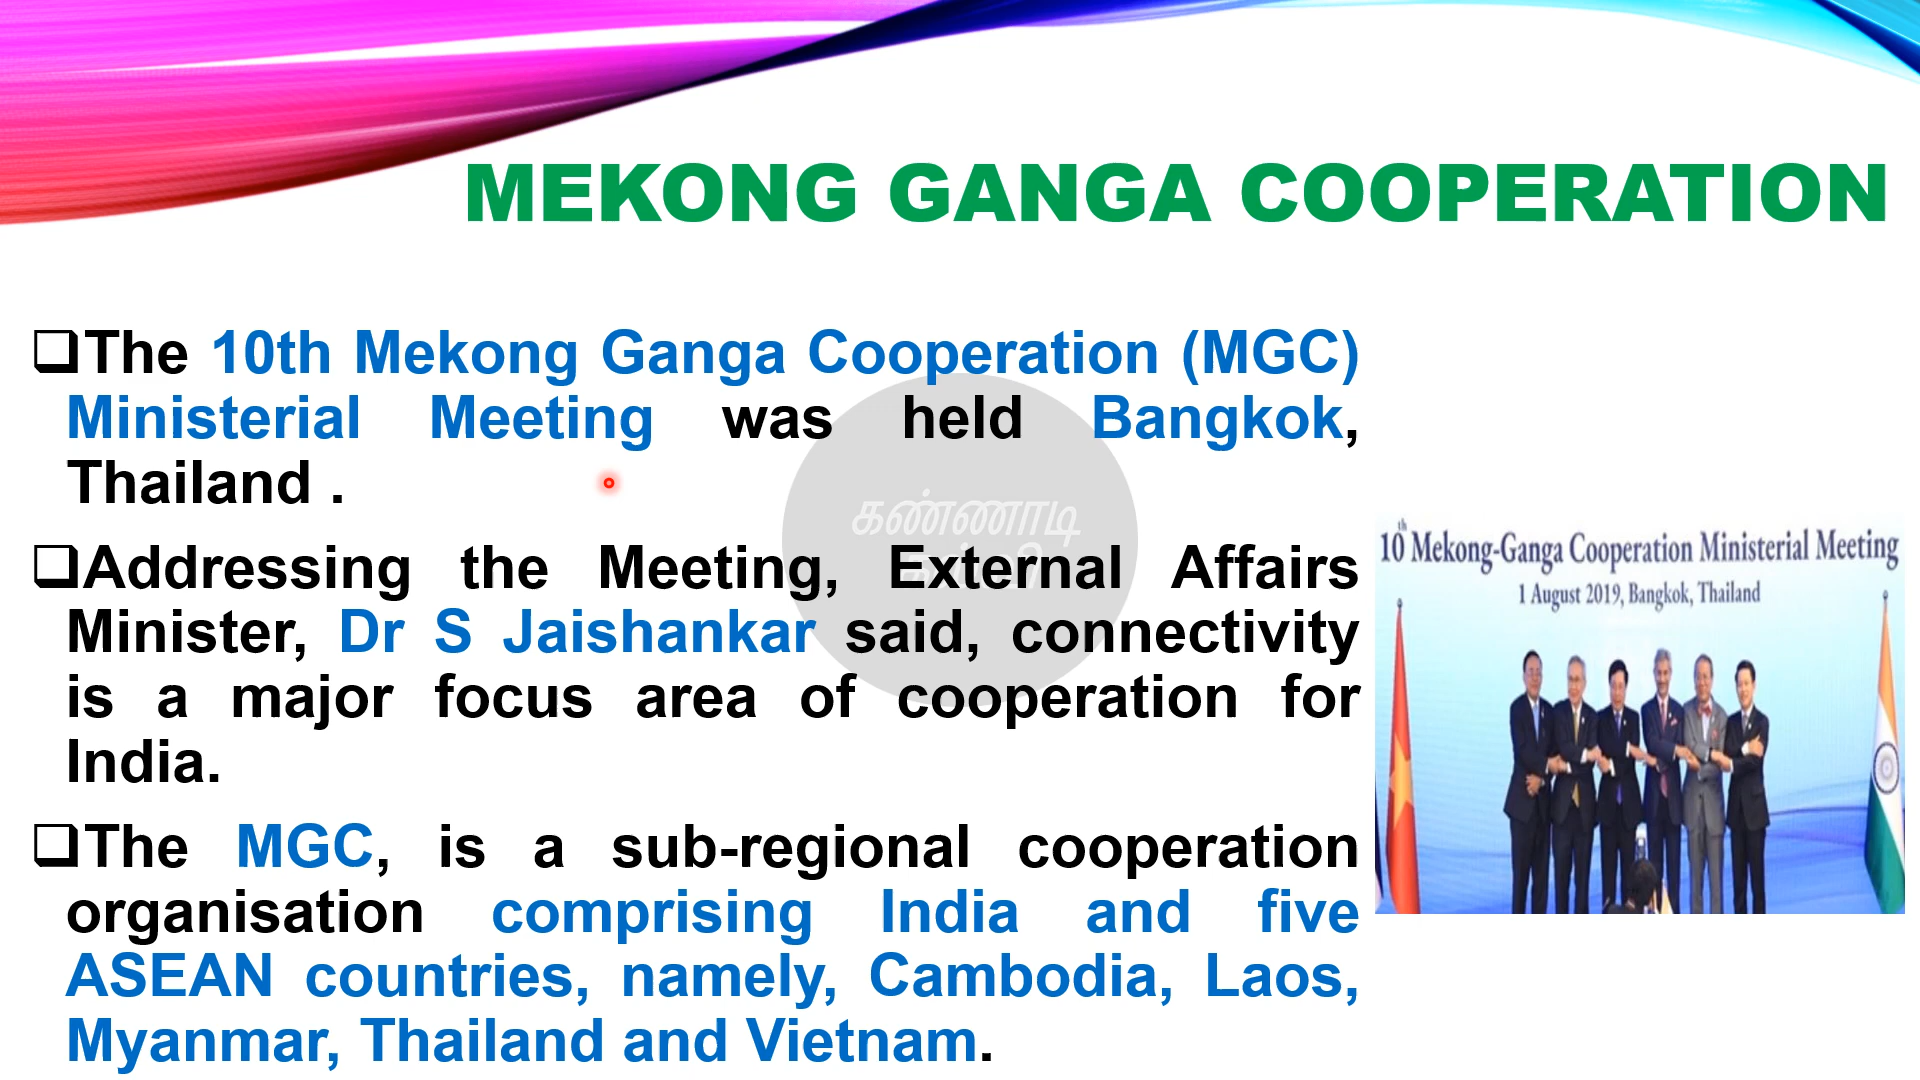 MEKONG GANGA COOPERATION
❑The 10th Mekong Ganga Cooperation (MGC)
Ministerial Meeting was held Bangkok,
Thailand .
❑Addressing the Meeting, External Affairs
Minister, Dr S Jaishankar said, connectivity
is a major focus area of cooperation for
India.
❑The MGC, is a sub-regional cooperation
organisation comprising India and five
ASEAN countries, namely, Cambodia, Laos,
Myanmar, Thailand and Vietnam.
கண்ணாடி
10th Mekong-Ganga Cooperation Ministerial Meeting
1 August 2019, Bangkok, Thailand